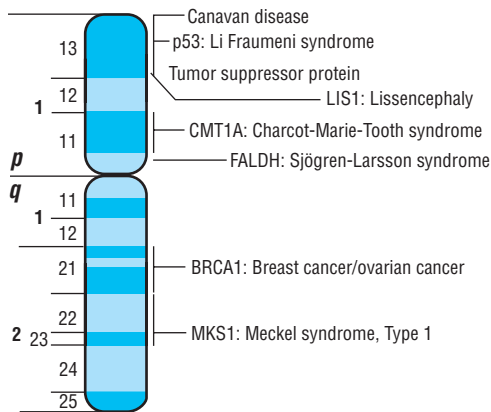 Canavan disease
13
p53: Li Fraumeni syndrome
Tumor suppressor protein
12
LIS1: Lissencephaly
1
11
CMT1A: Charcot-Marie-Tooth syndrome
p
FALDH: Sjögren-Larsson syndrome
q
11
1
12
21
BRCA1: Breast cancer/ovarian cancer
22
2
23
MKS1: Meckel syndrome, Type 1
24
25